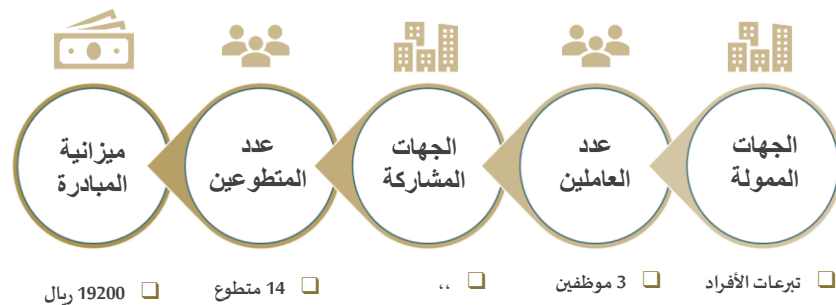 الجهات
الممولة
عدد
العاملين
الجهات
المشاركة
عدد
المتطوعين
ميزانية
المبادرة
تبرعات الأفراد
3 موظفين
،،
14 متطوع
19200 ريال